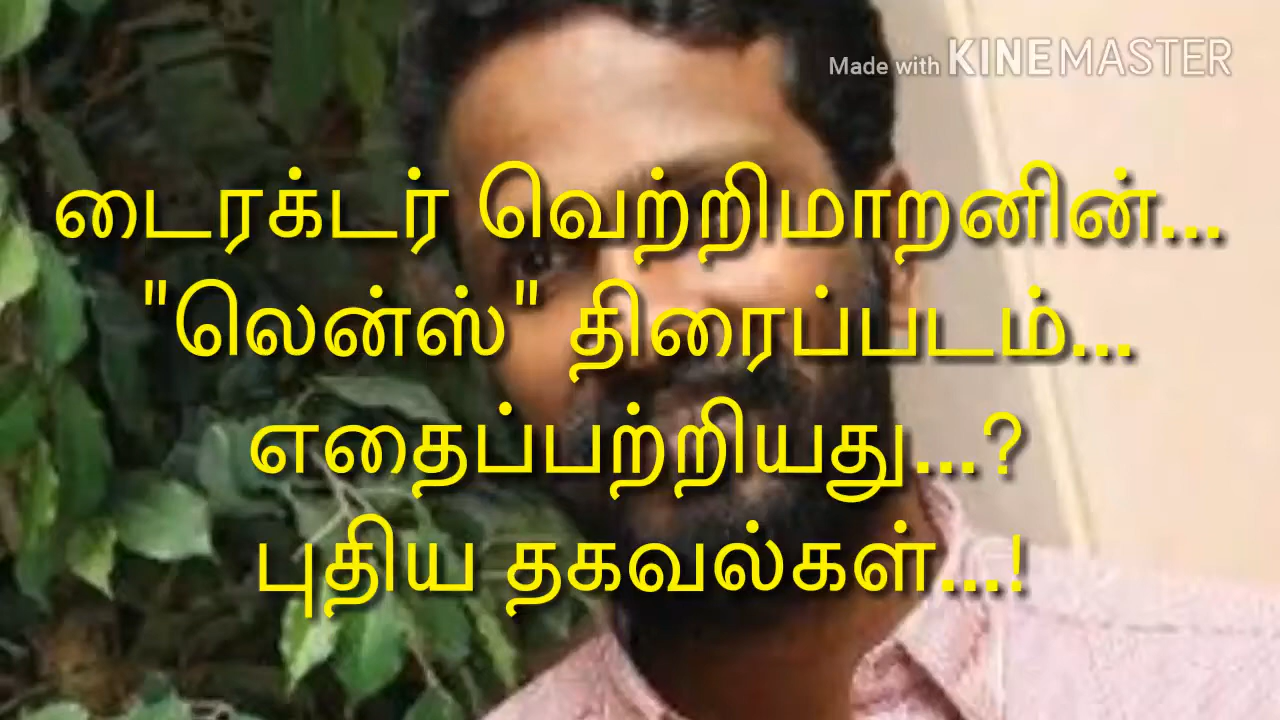 Made with KINEMASTER
டைரக்டர் வெற்றிமாறனின்...
"லென்ஸ்" திரைப்படம்...
எதைப்பற்றியது...?
புதிய தகவல்கள்...!